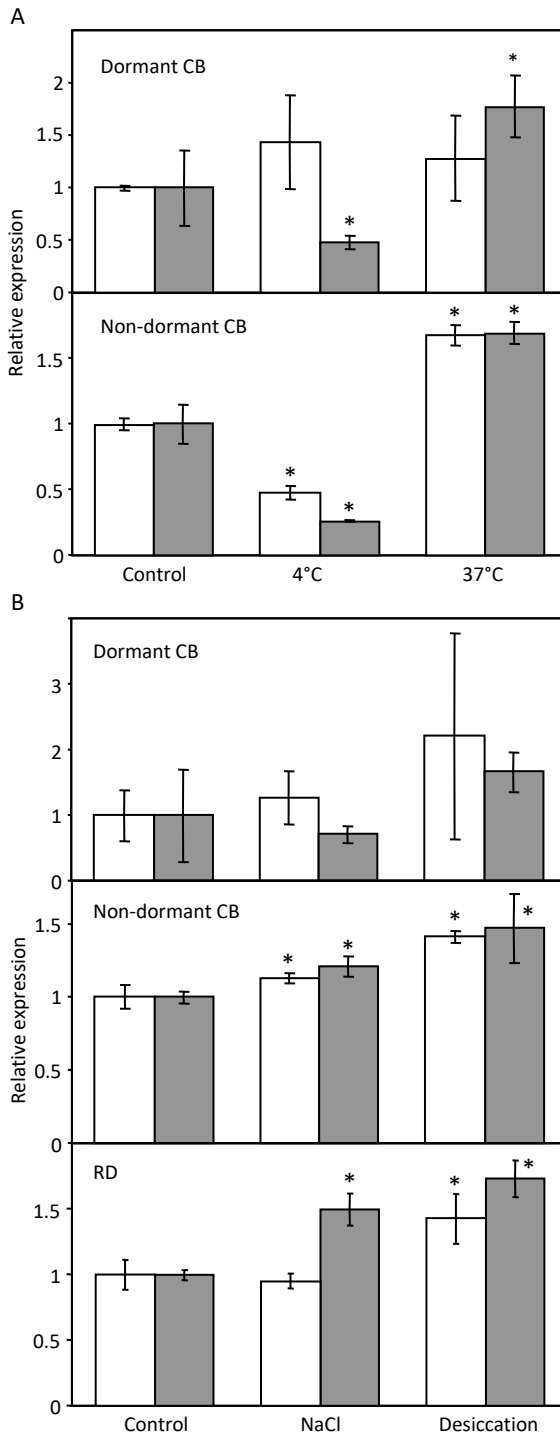 A
Dormant CB
2
*
1.5
1
*
0.5
0
Relative expression
Non-dormant CB
* *
1.5
1
*
0.5
*
0
Control 4°C 37°C
B
Dormant CB
3
2
1
0
Relative expression
Non-dormant CB
1.5
* *
* *
1
0.5
0
RD
*
* *
1.5
1
0.5
0
Control NaCl Desiccation